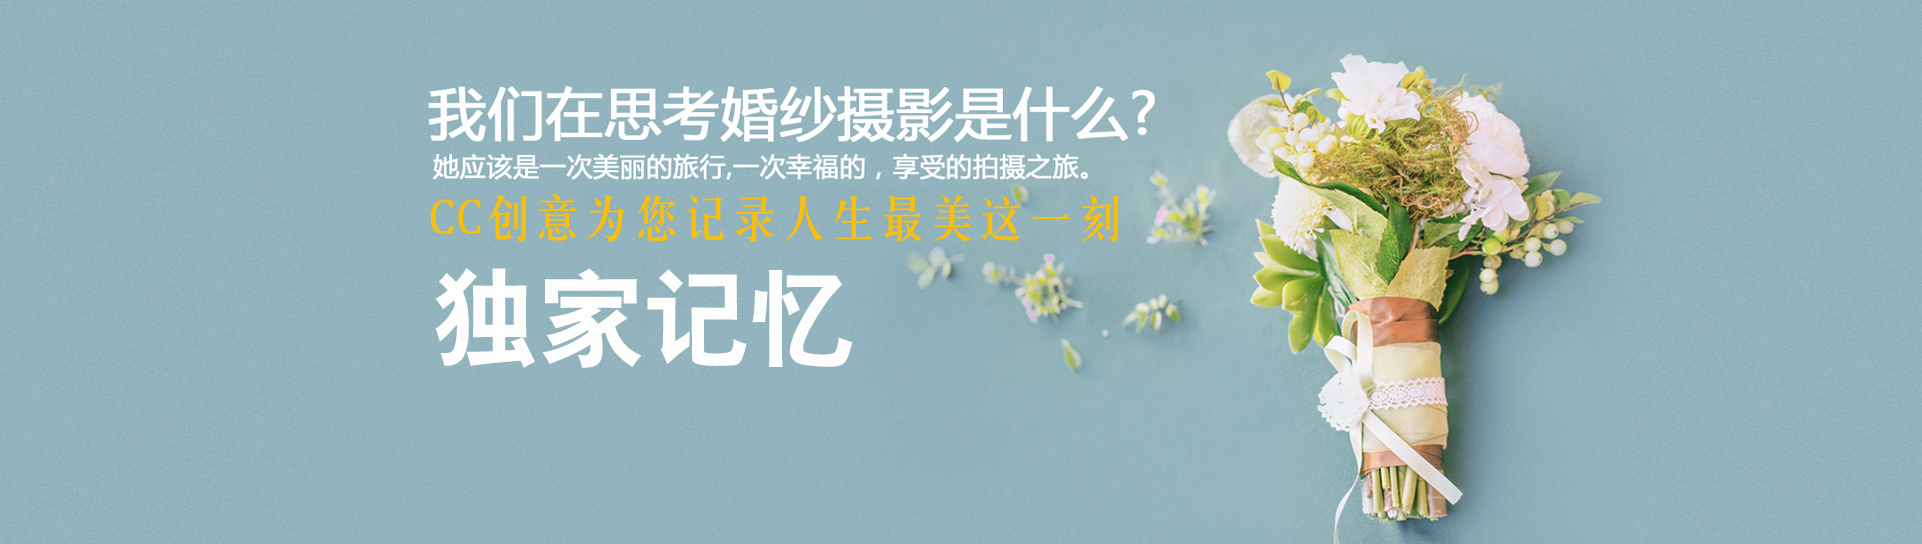 我们在思考婚纱摄影是什么?
她应该是一次美丽的旅行,一次幸福的，享受的拍摄之旅。
CC创意为您记录人生最美这一刻
独家记忆